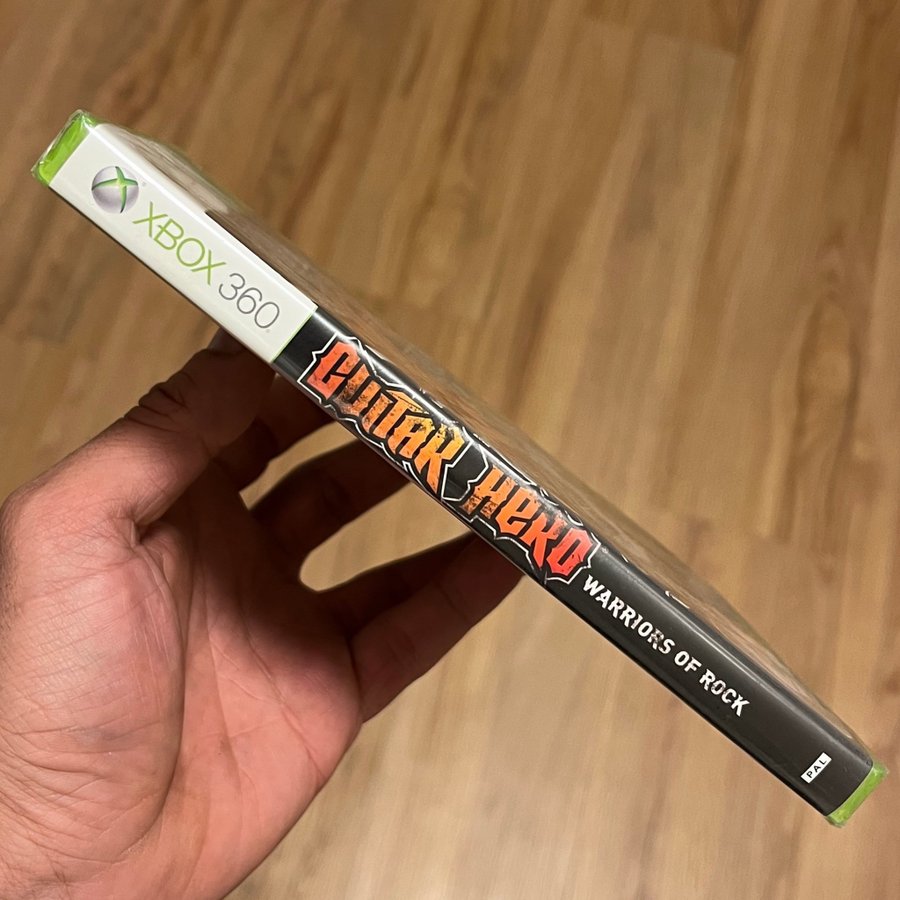 XBOX 360
GUITAR HERO
WARRIORS OF ROCK
PAL